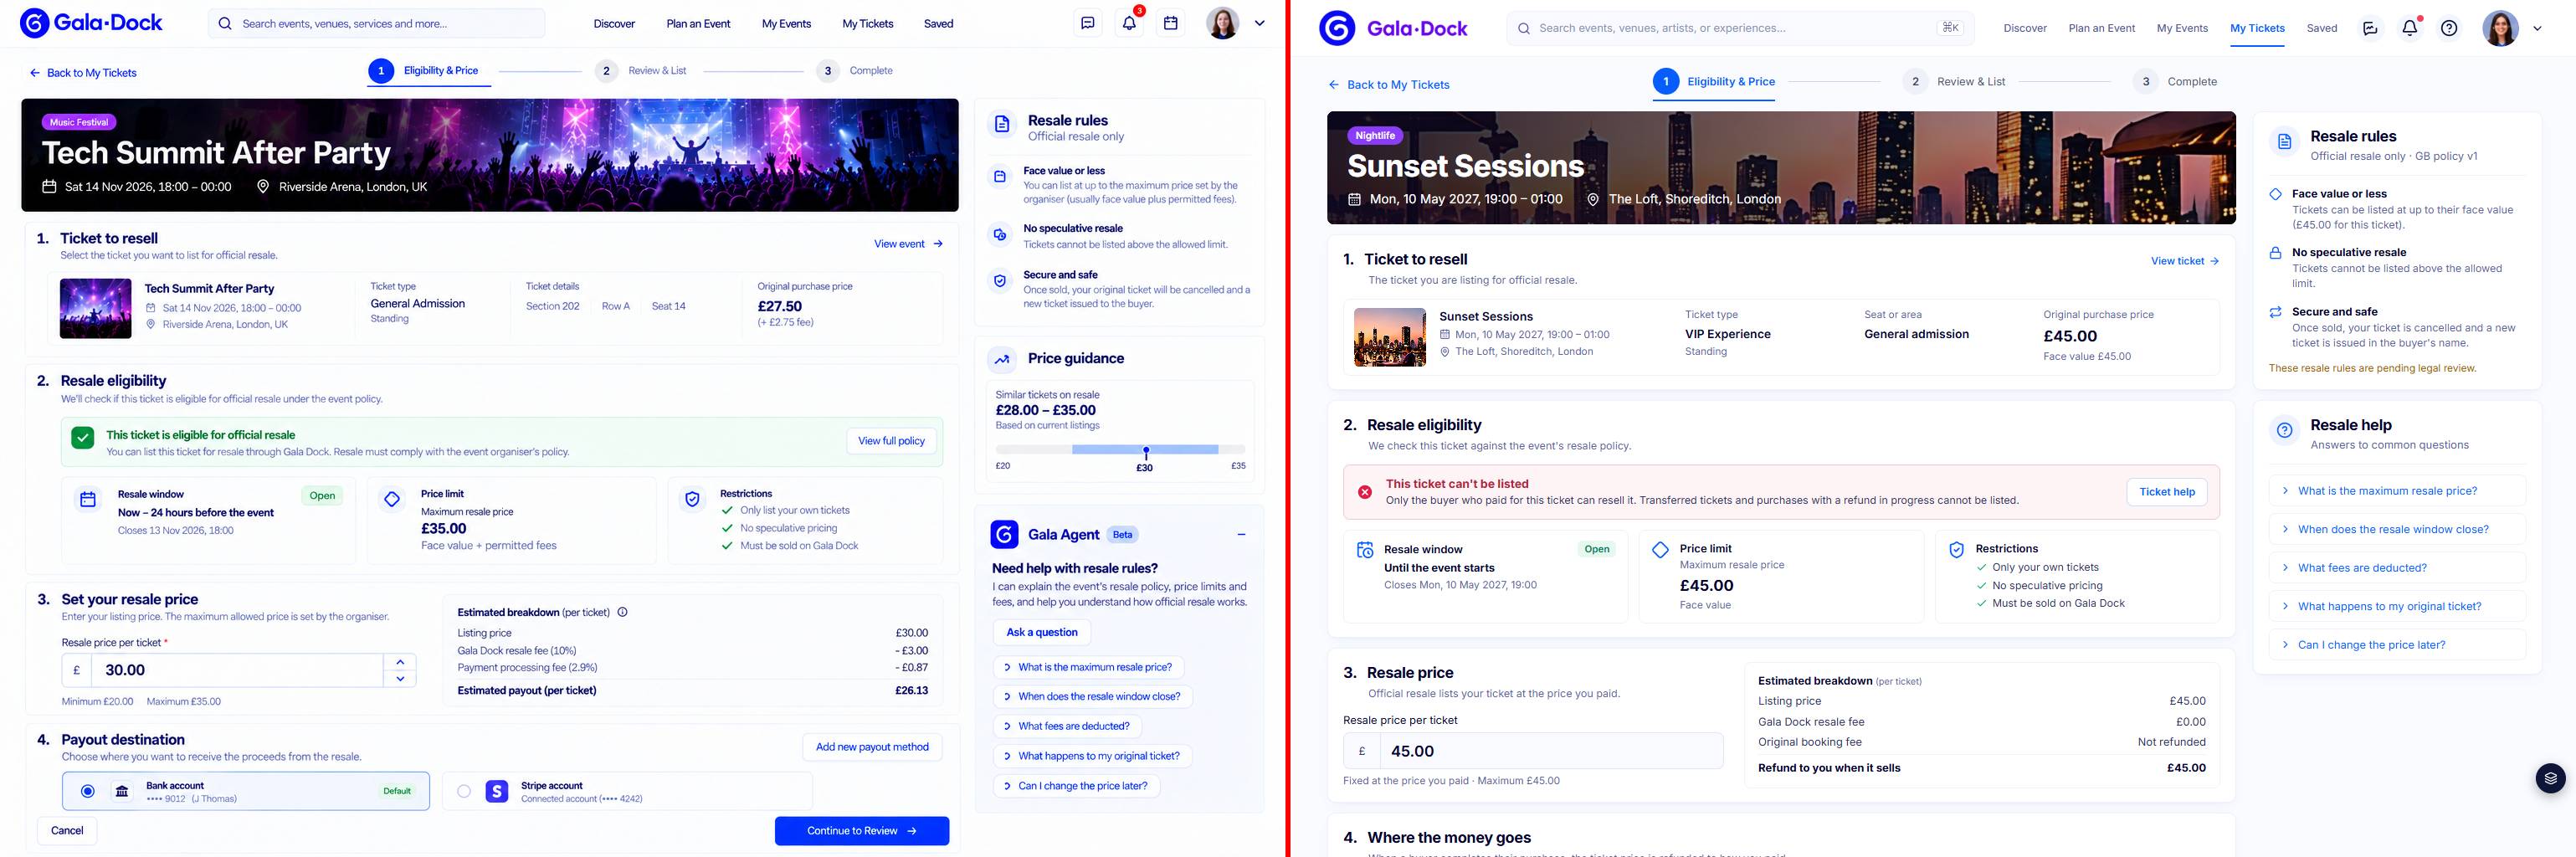 Gala·Dock
Search events, venues, services and more...
Discover
Plan an Event
My Events
My Tickets
Saved
3
Back to My Tickets
1 Eligibility & Price
2 Review & List
3 Complete
Music Festival
Tech Summit After Party
Sat 14 Nov 2026, 18:00 – 00:00
Riverside Arena, London, UK
1. Ticket to resell
Select the ticket you want to list for official resale.
View event
Tech Summit After Party
Sat 14 Nov 2026, 18:00 – 00:00
Riverside Arena, London, UK
Ticket type
General Admission
Standing
Ticket details
Section 202 Row A Seat 14
Original purchase price
£27.50
(+ £2.75 fee)
2. Resale eligibility
We'll check if this ticket is eligible for official resale under the event policy.
This ticket is eligible for official resale
You can list this ticket for resale through Gala Dock. Resale must comply with the event organiser's policy.
View full policy
Resale window
Open
Now – 24 hours before the event
Closes 13 Nov 2026, 18:00
Price limit
Maximum resale price
£35.00
Face value + permitted fees
Restrictions
Only list your own tickets
No speculative pricing
Must be sold on Gala Dock
3. Set your resale price
Enter your listing price. The maximum allowed price is set by the organiser.
Resale price per ticket *
£ 30.00
Minimum £20.00 Maximum £35.00
Estimated breakdown (per ticket)
Listing price £30.00
Gala Dock resale fee (10%) - £3.00
Payment processing fee (2.9%) - £0.87
Estimated payout (per ticket) £26.13
4. Payout destination
Choose where you want to receive the proceeds from the resale.
Add new payout method
Bank account
•••• 9012 (J Thomas)
Default
S
Stripe account
Connected account (•••• 4242)
Cancel
Continue to Review
Resale rules
Official resale only
Face value or less
You can list at up to the maximum price set by the
organiser (usually face value plus permitted fees).
No speculative resale
Tickets cannot be listed above the allowed limit.
Secure and safe
Once sold, your original ticket will be cancelled and a
new ticket issued to the buyer.
Price guidance
Similar tickets on resale
£28.00 – £35.00
Based on current listings
£20 £30 £35
Gala Agent Beta
Need help with resale rules?
I can explain the event's resale policy, price limits and
fees, and help you understand how official resale works.
Ask a question
What is the maximum resale price?
When does the resale window close?
What fees are deducted?
What happens to my original ticket?
Can I change the price later?
Gala·Dock
Search events, venues, artists, or experiences...
⌘K
Discover
Plan an Event
My Events
My Tickets
Saved
Back to My Tickets
1 Eligibility & Price
2 Review & List
3 Complete
Nightlife
Sunset Sessions
Mon, 10 May 2027, 19:00 – 01:00
The Loft, Shoreditch, London
1. Ticket to resell
The ticket you are listing for official resale.
View ticket
Sunset Sessions
Mon, 10 May 2027, 19:00 – 01:00
The Loft, Shoreditch, London
Ticket type
VIP Experience
Standing
Seat or area
General admission
Original purchase price
£45.00
Face value £45.00
2. Resale eligibility
We check this ticket against the event's resale policy.
This ticket can't be listed
Only the buyer who paid for this ticket can resell it. Transferred tickets and purchases with a refund in progress cannot be listed.
Ticket help
Resale window
Open
Until the event starts
Closes Mon, 10 May 2027, 19:00
Price limit
Maximum resale price
£45.00
Face value
Restrictions
Only your own tickets
No speculative pricing
Must be sold on Gala Dock
3. Resale price
Official resale lists your ticket at the price you paid.
Resale price per ticket
£ 45.00
Fixed at the price you paid · Maximum £45.00
Estimated breakdown (per ticket)
Listing price £45.00
Gala Dock resale fee £0.00
Original booking fee Not refunded
Refund to you when it sells £45.00
4. Where the money goes
When a buyer completes their purchase, the ticket price is refunded to how you paid.
Resale rules
Official resale only · GB policy v1
Face value or less
Tickets can be listed at up to their face value
(£45.00 for this ticket).
No speculative resale
Tickets cannot be listed above the allowed
limit.
Secure and safe
Once sold, your ticket is cancelled and a new
ticket is issued in the buyer's name.
These resale rules are pending legal review.
Resale help
Answers to common questions
What is the maximum resale price?
When does the resale window close?
What fees are deducted?
What happens to my original ticket?
Can I change the price later?